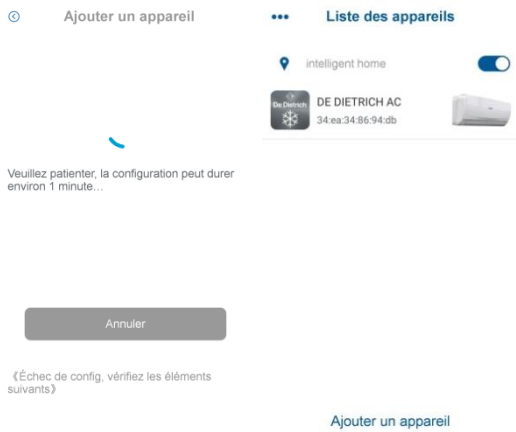 Ajouter un appareil
Veuillez patienter, la configuration peut durer
environ 1 minute...
Annuler
《Échec de config, vérifiez les éléments
suivants》
Liste des appareils
intelligent home
De Dietrich
DE DIETRICH AC
34:ea:34:86:94:db
Ajouter un appareil